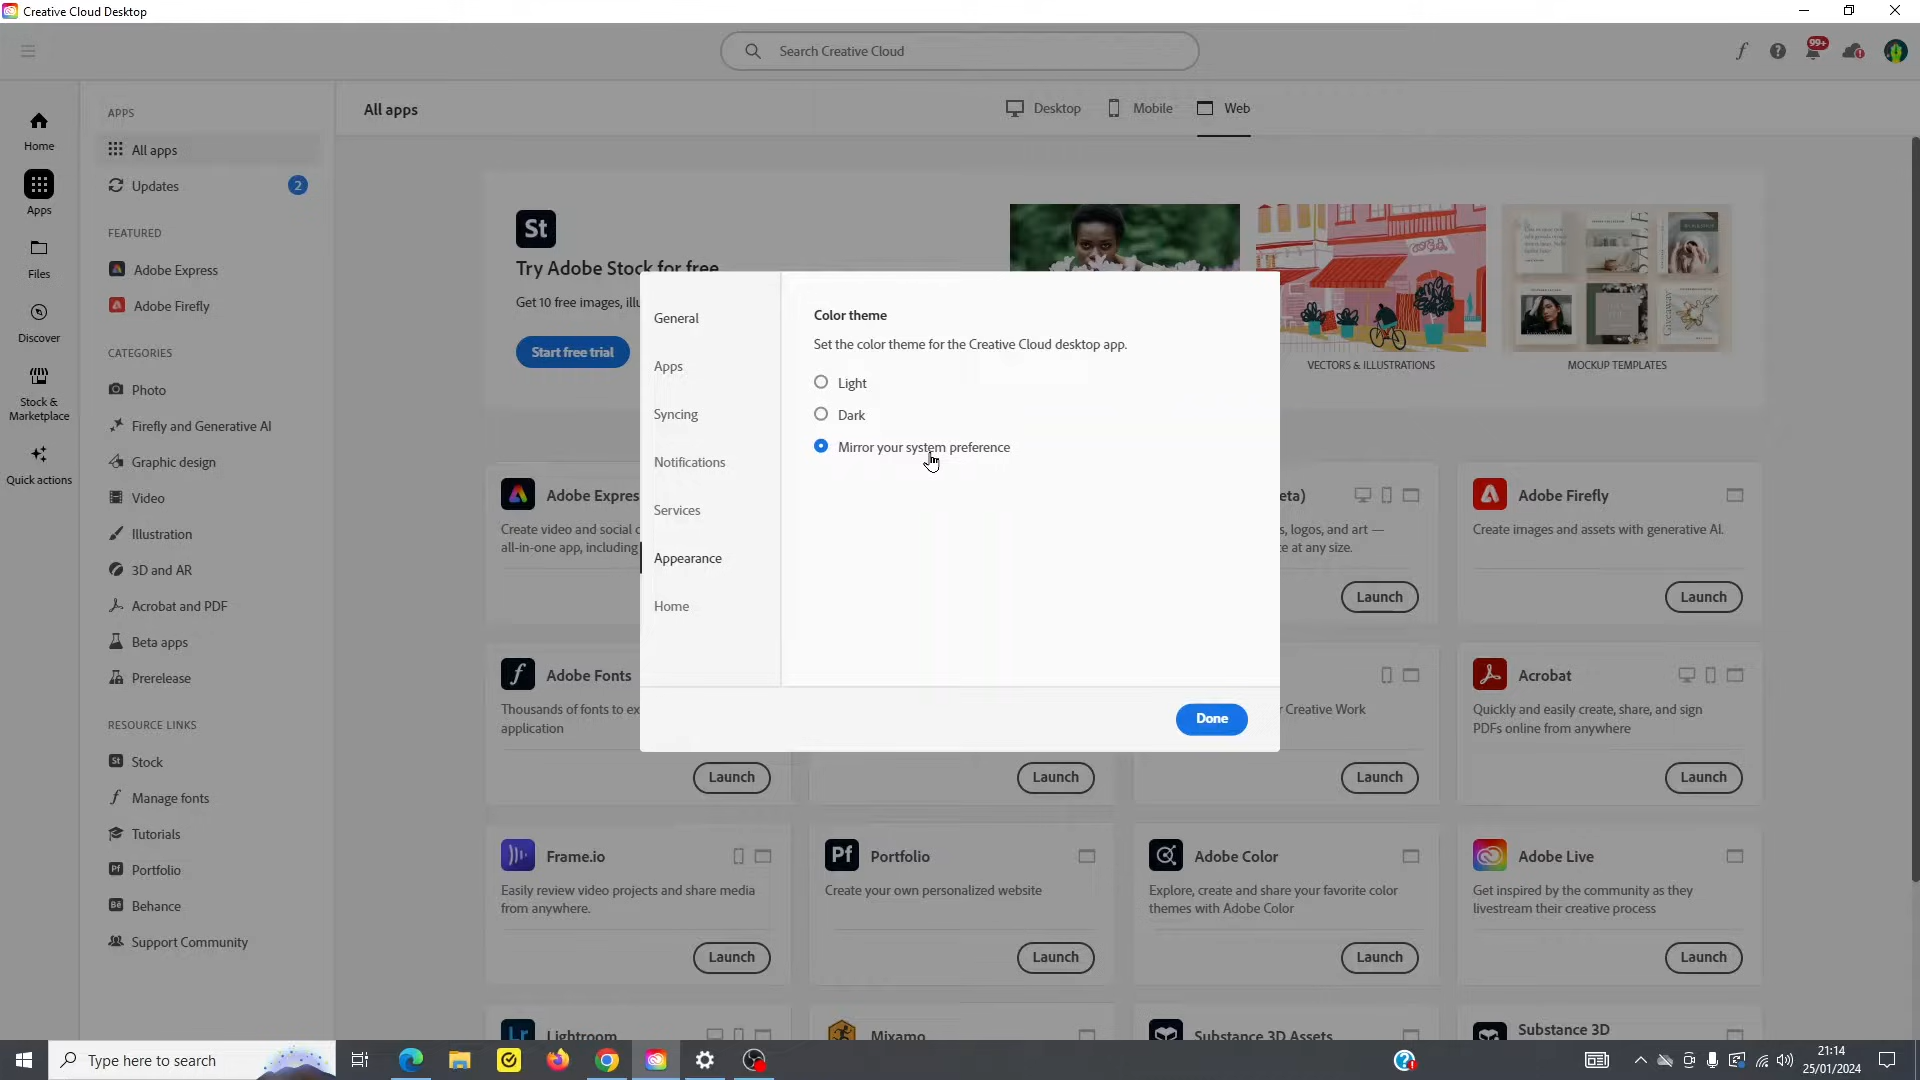 Creative Cloud Desktop
Search Creative Cloud
99+
Home
Apps
Files
Discover
Stock &
Marketplace
Quick actions
APPS
All apps
Updates
2
FEATURED
Adobe Express
Adobe Firefly
CATEGORIES
Photo
Firefly and Generative AI
Graphic design
Video
Illustration
3D and AR
Acrobat and PDF
Beta apps
Prerelease
RESOURCE LINKS
St Stock
Manage fonts
Tutorials
Pf Portfolio
Bē Behance
Support Community
All apps
Desktop
Mobile
Web
St
Try Adobe Stock for free
Get 10 free images, illu
Start free trial
VECTORS & ILLUSTRATIONS
MOCKUP TEMPLATES
General
Apps
Syncing
Notifications
Services
Appearance
Home
Color theme
Set the color theme for the Creative Cloud desktop app.
Light
Dark
Mirror your system preference
Done
Adobe Expres
Create video and social c
all-in-one app, including
eta)
s, logos, and art —
e at any size.
Launch
Adobe Firefly
Create images and assets with generative AI.
Launch
Adobe Fonts
Thousands of fonts to ex
application
Launch
Launch
r Creative Work
Launch
Acrobat
Quickly and easily create, share, and sign
PDFs online from anywhere
Launch
Frame.io
Easily review video projects and share media
from anywhere.
Launch
Pf
Portfolio
Create your own personalized website
Launch
Adobe Color
Explore, create and share your favorite color
themes with Adobe Color
Launch
Adobe Live
Get inspired by the community as they
livestream their creative process
Launch
Lr
Lightroom
Mixamo
Substance 3D Assets
Substance 3D
Type here to search
21:14
25/01/2024